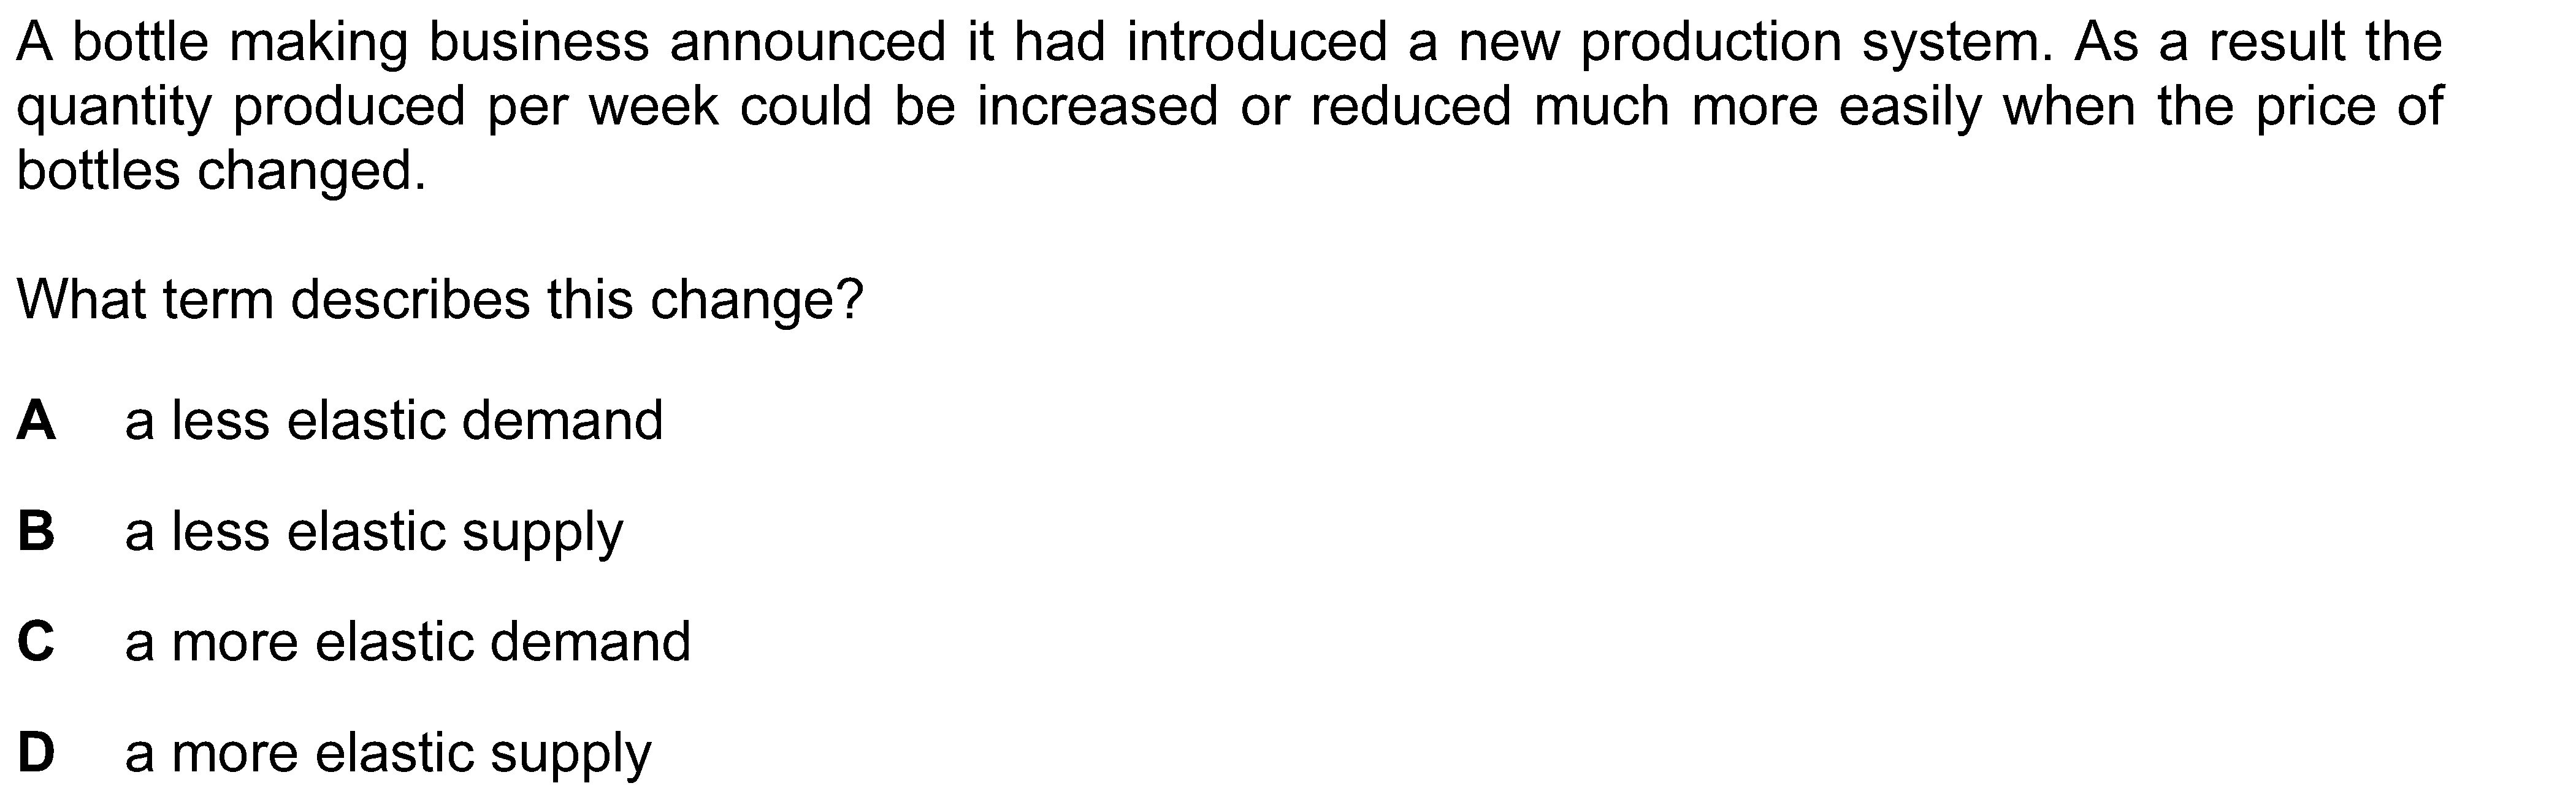 A bottle making business announced it had introduced a new production system. As a result the
quantity produced per week could be increased or reduced much more easily when the price of
bottles changed.
What term describes this change?
A a less elastic demand
B a less elastic supply
C a more elastic demand
D a more elastic supply